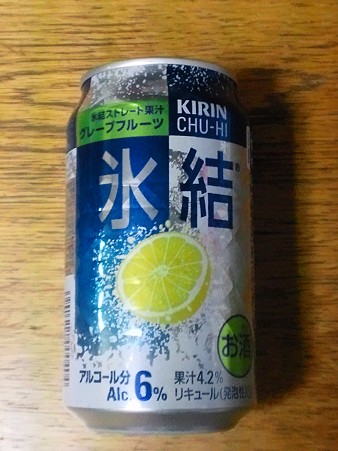 氷結ストレート果汁
グレープフルーツ
KIRIN
CHU-HI
氷結
お酒
アルコール分
Alc.6%
果汁4.2%
リキュール(発泡性)